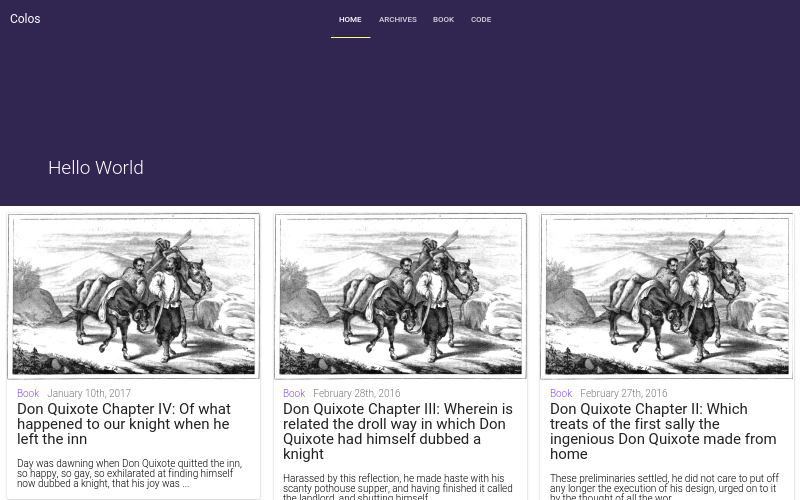 Colos
HOME ARCHIVES BOOK CODE
Hello World
Book January 10th, 2017
Don Quixote Chapter IV: Of what
happened to our knight when he
left the inn
Day was dawning when Don Quixote quitted the inn,
so happy, so gay, so exhilarated at finding himself
now dubbed a knight, that his joy was ...
Book February 28th, 2016
Don Quixote Chapter III: Wherein is
related the droll way in which Don
Quixote had himself dubbed a
knight
Harassed by this reflection, he made haste with his
scanty pothouse supper, and having finished it called
the landlord, and shutting himself
Book February 27th, 2016
Don Quixote Chapter II: Which
treats of the first sally the
ingenious Don Quixote made from
home
These preliminaries settled, he did not care to put off
any longer the execution of his design, urged on to it
by the thought of all the wor